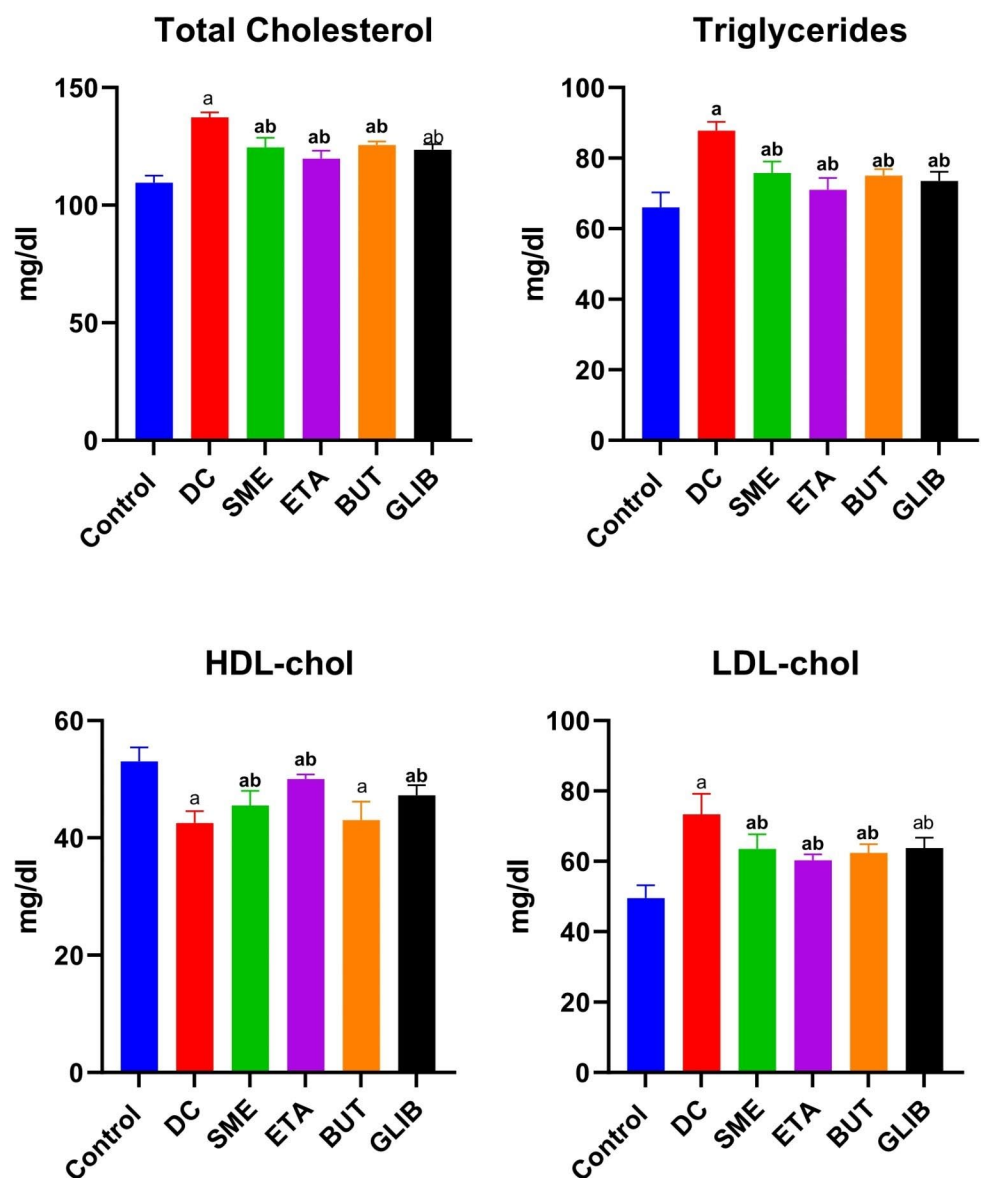 Total Cholesterol
150
100
50
0
mg/dl
a
ab
ab
ab
ab
Control
DC
SME
ETA
BUT
GLIB
Triglycerides
100
80
60
40
20
0
mg/dl
a
ab
ab
ab
ab
Control
DC
SME
ETA
BUT
GLIB
HDL-chol
60
40
20
0
mg/dl
a
ab
ab
a
ab
Control
DC
SME
ETA
BUT
GLIB
LDL-chol
100
80
60
40
20
0
mg/dl
a
ab
ab
ab
ab
Control
DC
SME
ETA
BUT
GLIB